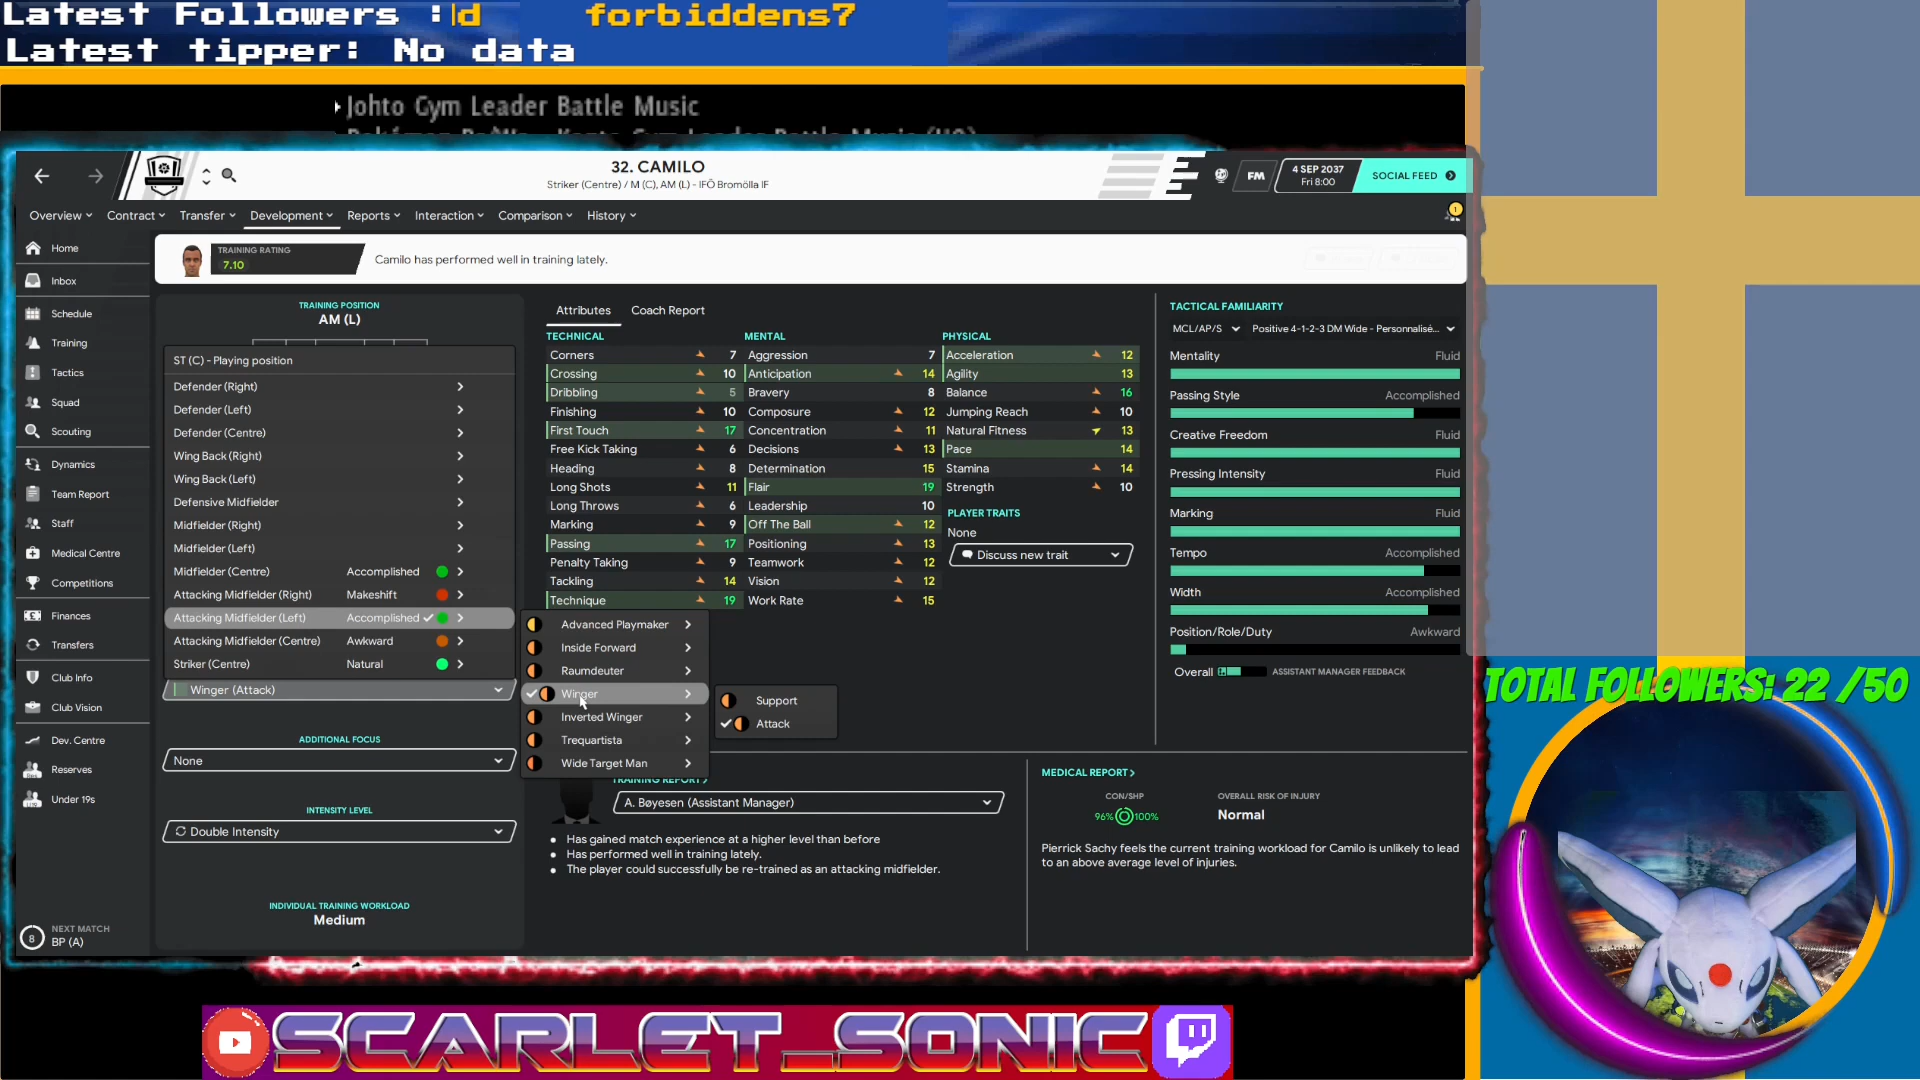 Latest Followers : d forbiddens7
Latest tipper: No data
Johto Gym Leader Battle Music
32. CAMILO
Striker (Centre) / M (C), AM (L) - IFÖ Bromölla IF
FM
4 SEP 2037
Fri 8:00
SOCIAL FEED
Overview Contract Transfer Development Reports Interaction Comparison History
1
Home
Inbox
Schedule
Training
Tactics
Squad
Scouting
Dynamics
Team Report
Staff
Medical Centre
Competitions
Finances
Transfers
Club Info
Club Vision
Dev. Centre
Reserves
Under 19s
8 NEXT MATCH
BP (A)
TRAINING RATING
7.10
Camilo has performed well in training lately.
TRAINING POSITION
AM (L)
ST (C) - Playing position
Defender (Right)
Defender (Left)
Defender (Centre)
Wing Back (Right)
Wing Back (Left)
Defensive Midfielder
Midfielder (Right)
Midfielder (Left)
Midfielder (Centre) Accomplished
Attacking Midfielder (Right) Makeshift
Attacking Midfielder (Left) Accomplished
Attacking Midfielder (Centre) Awkward
Striker (Centre) Natural
Winger (Attack)
Advanced Playmaker
Inside Forward
Raumdeuter
Winger
Inverted Winger
Trequartista
Wide Target Man
Support
Attack
ADDITIONAL FOCUS
None
INTENSITY LEVEL
Double Intensity
INDIVIDUAL TRAINING WORKLOAD
Medium
Attributes Coach Report
TECHNICAL
Corners 7
Crossing 10
Dribbling 5
Finishing 10
First Touch 17
Free Kick Taking 6
Heading 8
Long Shots 11
Long Throws 6
Marking 9
Passing 17
Penalty Taking 9
Tackling 14
Technique 19
MENTAL
Aggression 7
Anticipation 14
Bravery 8
Composure 12
Concentration 11
Decisions 13
Determination 15
Flair 19
Leadership 10
Off The Ball 12
Positioning 13
Teamwork 12
Vision 12
Work Rate 15
PHYSICAL
Acceleration 12
Agility 13
Balance 16
Jumping Reach 10
Natural Fitness 13
Pace 14
Stamina 14
Strength 10
PLAYER TRAITS
None
Discuss new trait
TACTICAL FAMILIARITY
MCL/AP/S Positive 4-1-2-3 DM Wide - Personnalisé...
Mentality Fluid
Passing Style Accomplished
Creative Freedom Fluid
Pressing Intensity Fluid
Marking Fluid
Tempo Accomplished
Width Accomplished
Position/Role/Duty Awkward
Overall ASSISTANT MANAGER FEEDBACK
TRAINING REPORT
A. Bøyesen (Assistant Manager)
Has gained match experience at a higher level than before
Has performed well in training lately.
The player could successfully be re-trained as an attacking midfielder.
MEDICAL REPORT
CON/SHP
96% 100%
OVERALL RISK OF INJURY
Normal
Pierrick Sachy feels the current training workload for Camilo is unlikely to lead
to an above average level of injuries.
TOTAL FOLLOWERS: 22 /50
SCARLET_SONIC